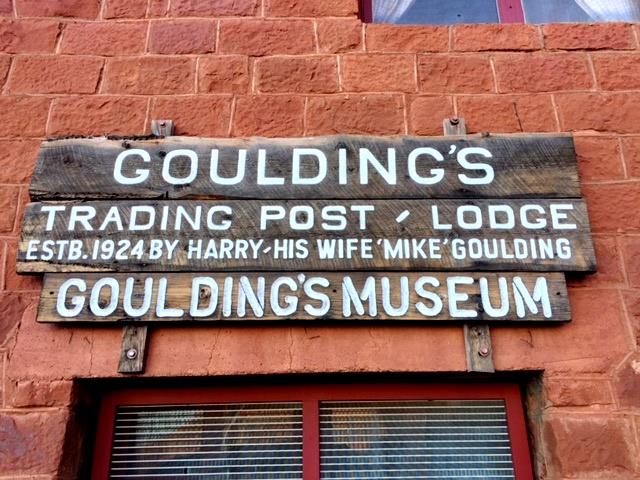 GOULDING'S
TRADING POST - LODGE
ESTB. 1924 BY HARRY-HIS WIFE 'MIKE' GOULDING
GOULDING'S MUSEUM